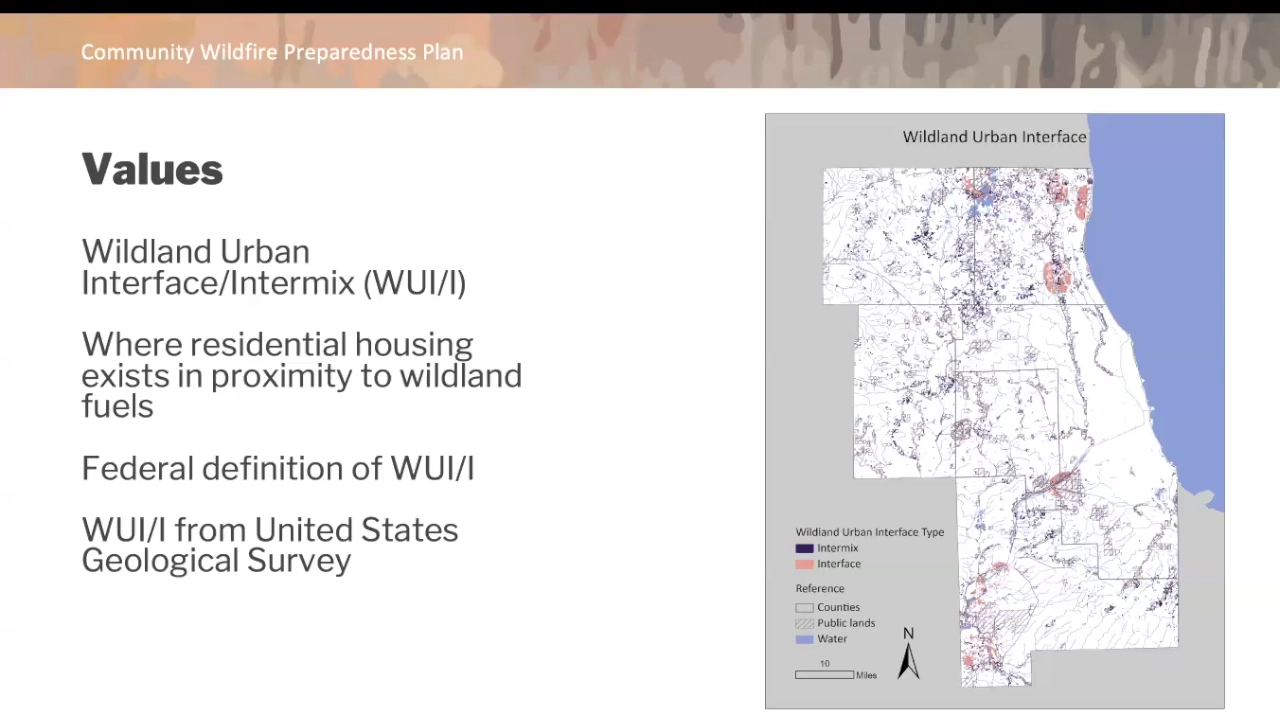 Community Wildfire Preparedness Plan
Values
Wildland Urban
Interface/Intermix (WUI/I)
Where residential housing
exists in proximity to wildland
fuels
Federal definition of WUI/I
WUI/I from United States
Geological Survey
Wildland Urban Interface
Wildland Urban Interface Type
Intermix
Interface
Reference
Counties
Public lands
Water
N
10
Miles